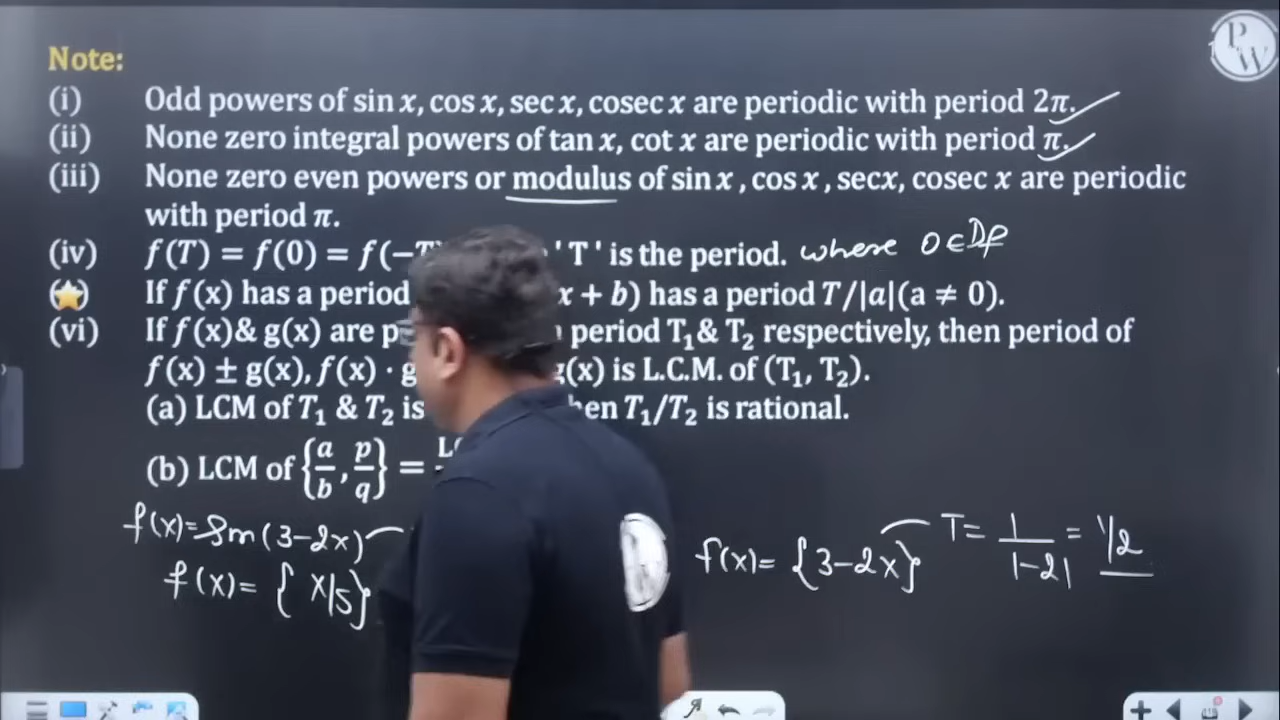 PW
Note:
(i) Odd powers of sin x, cos x, sec x, cosec x are periodic with period 2π.
(ii) None zero integral powers of tan x, cot x are periodic with period π.
(iii) None zero even powers or modulus of sin x , cos x , secx, cosec x are periodic
with period π.
(iv) f(T) = f(0) = f(−T ' T ' is the period. where 0 ∈ Df
If f (x) has a period x + b) has a period T/|a|(a ≠ 0).
(vi) If f(x)& g(x) are period T₁& T₂ respectively, then period of
f(x) ± g(x), f(x) · g(x) is L.C.M. of (T₁, T₂).
(a) LCM of T₁ & T₂ is T₁/T₂ is rational.
(b) LCM of {a/b, p/q} =
f(x)= Sin(3−2x)
f(x)= {3−2x} T= 1/|−2| = 1/2
f(x)= { x/5}